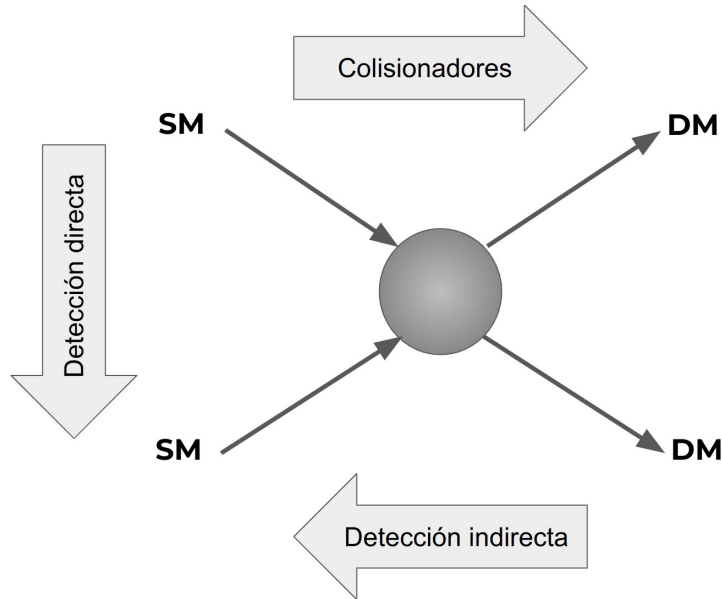 Colisionadores
SM
DM
Detección directa
SM
DM
Detección indirecta